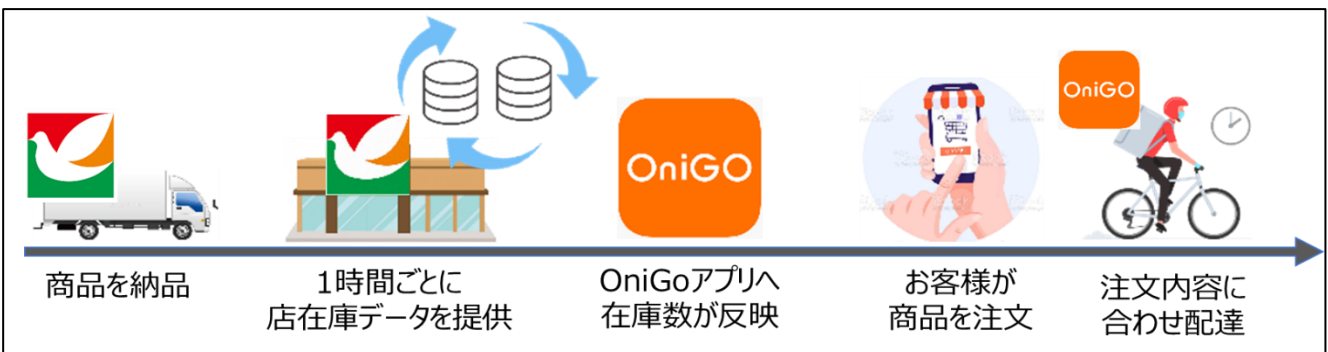 OniGO
OniGO
商品を納品
1時間ごとに
店在庫データを提供
OniGoアプリへ
在庫数が反映
お客様が
商品を注文
注文内容に
合わせ配達